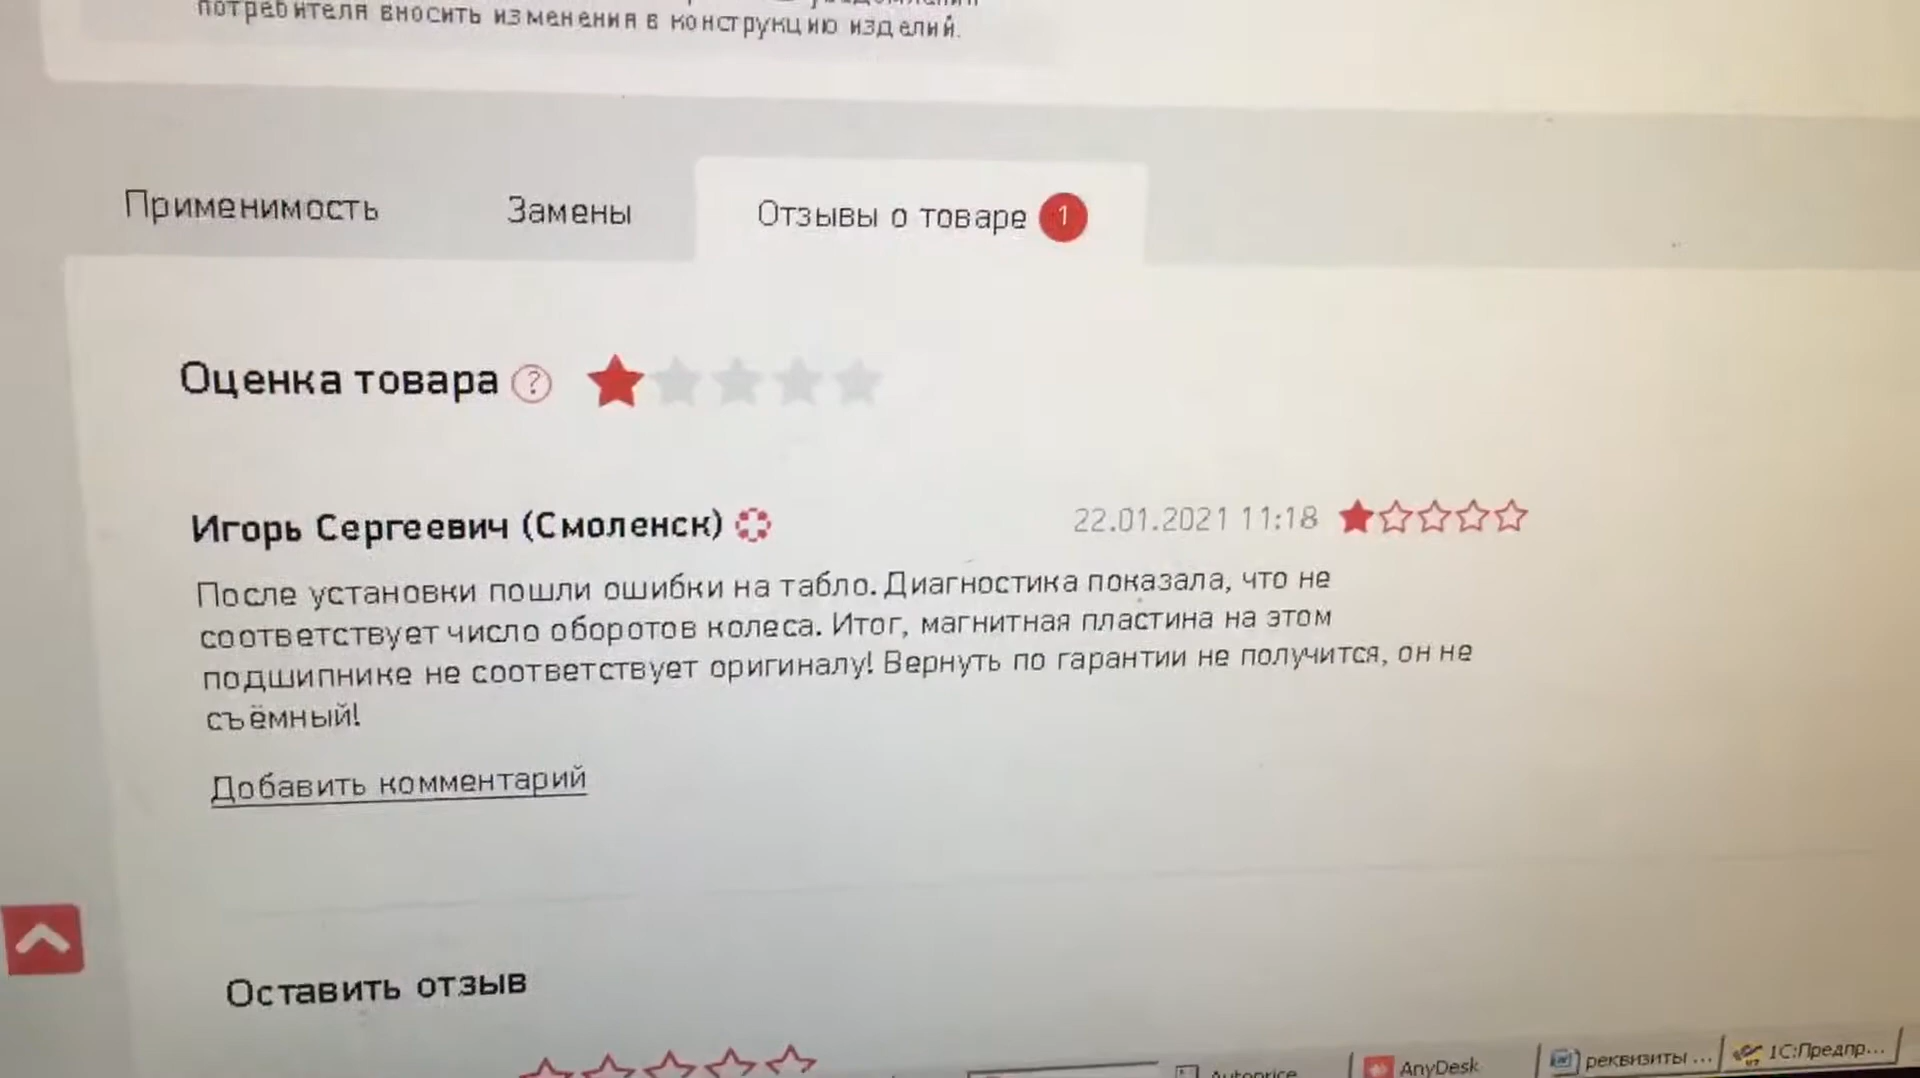 потребителя вносить изменения в конструкцию изделий.
Применимость Замены Отзывы о товаре 1
Оценка товара ?
Игорь Сергеевич (Смоленск) 22.01.2021 11:18
После установки пошли ошибки на табло. Диагностика показала, что не
соответствует число оборотов колеса. Итог, магнитная пластина на этом
подшипнике не соответствует оригиналу! Вернуть по гарантии не получится, он не
съёмный!
Добавить комментарий
Оставить отзыв
Autoprice AnyDesk реквизиты ... 1С:Предпр...